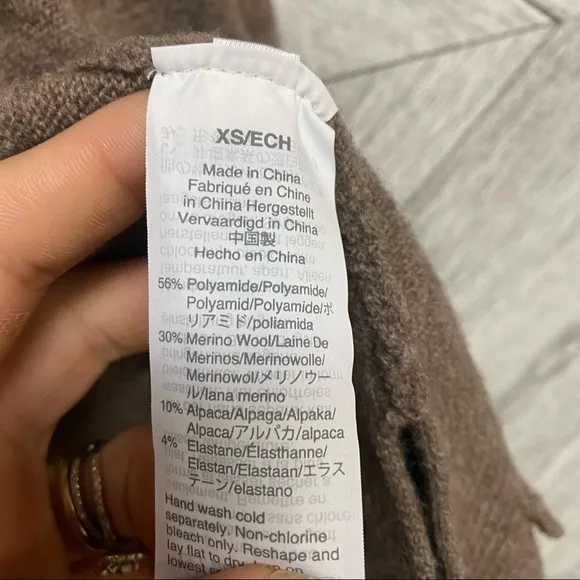 XS/ECH
Made in China
Fabriqué en Chine
in China Hergestellt
Vervaardigd in China
中国製
Hecho en China
56% Polyamide/Polyamide/
Polyamid/Polyamide/ポ
リアミド/poliamida
30% Merino Wool/Laine De
Merinos/Merinowolle/
Merinowol/メリノウー
ル/lana merino
10% Alpaca/Alpaga/Alpaka/
Alpaca/アルパカ/alpaca
4% Elastane/Élasthanne/
Elastan/Elastaan/エラス
テーン/elastano
Hand wash cold
separately. Non-chlorine
bleach only. Reshape and
lay flat to dry.
lowest